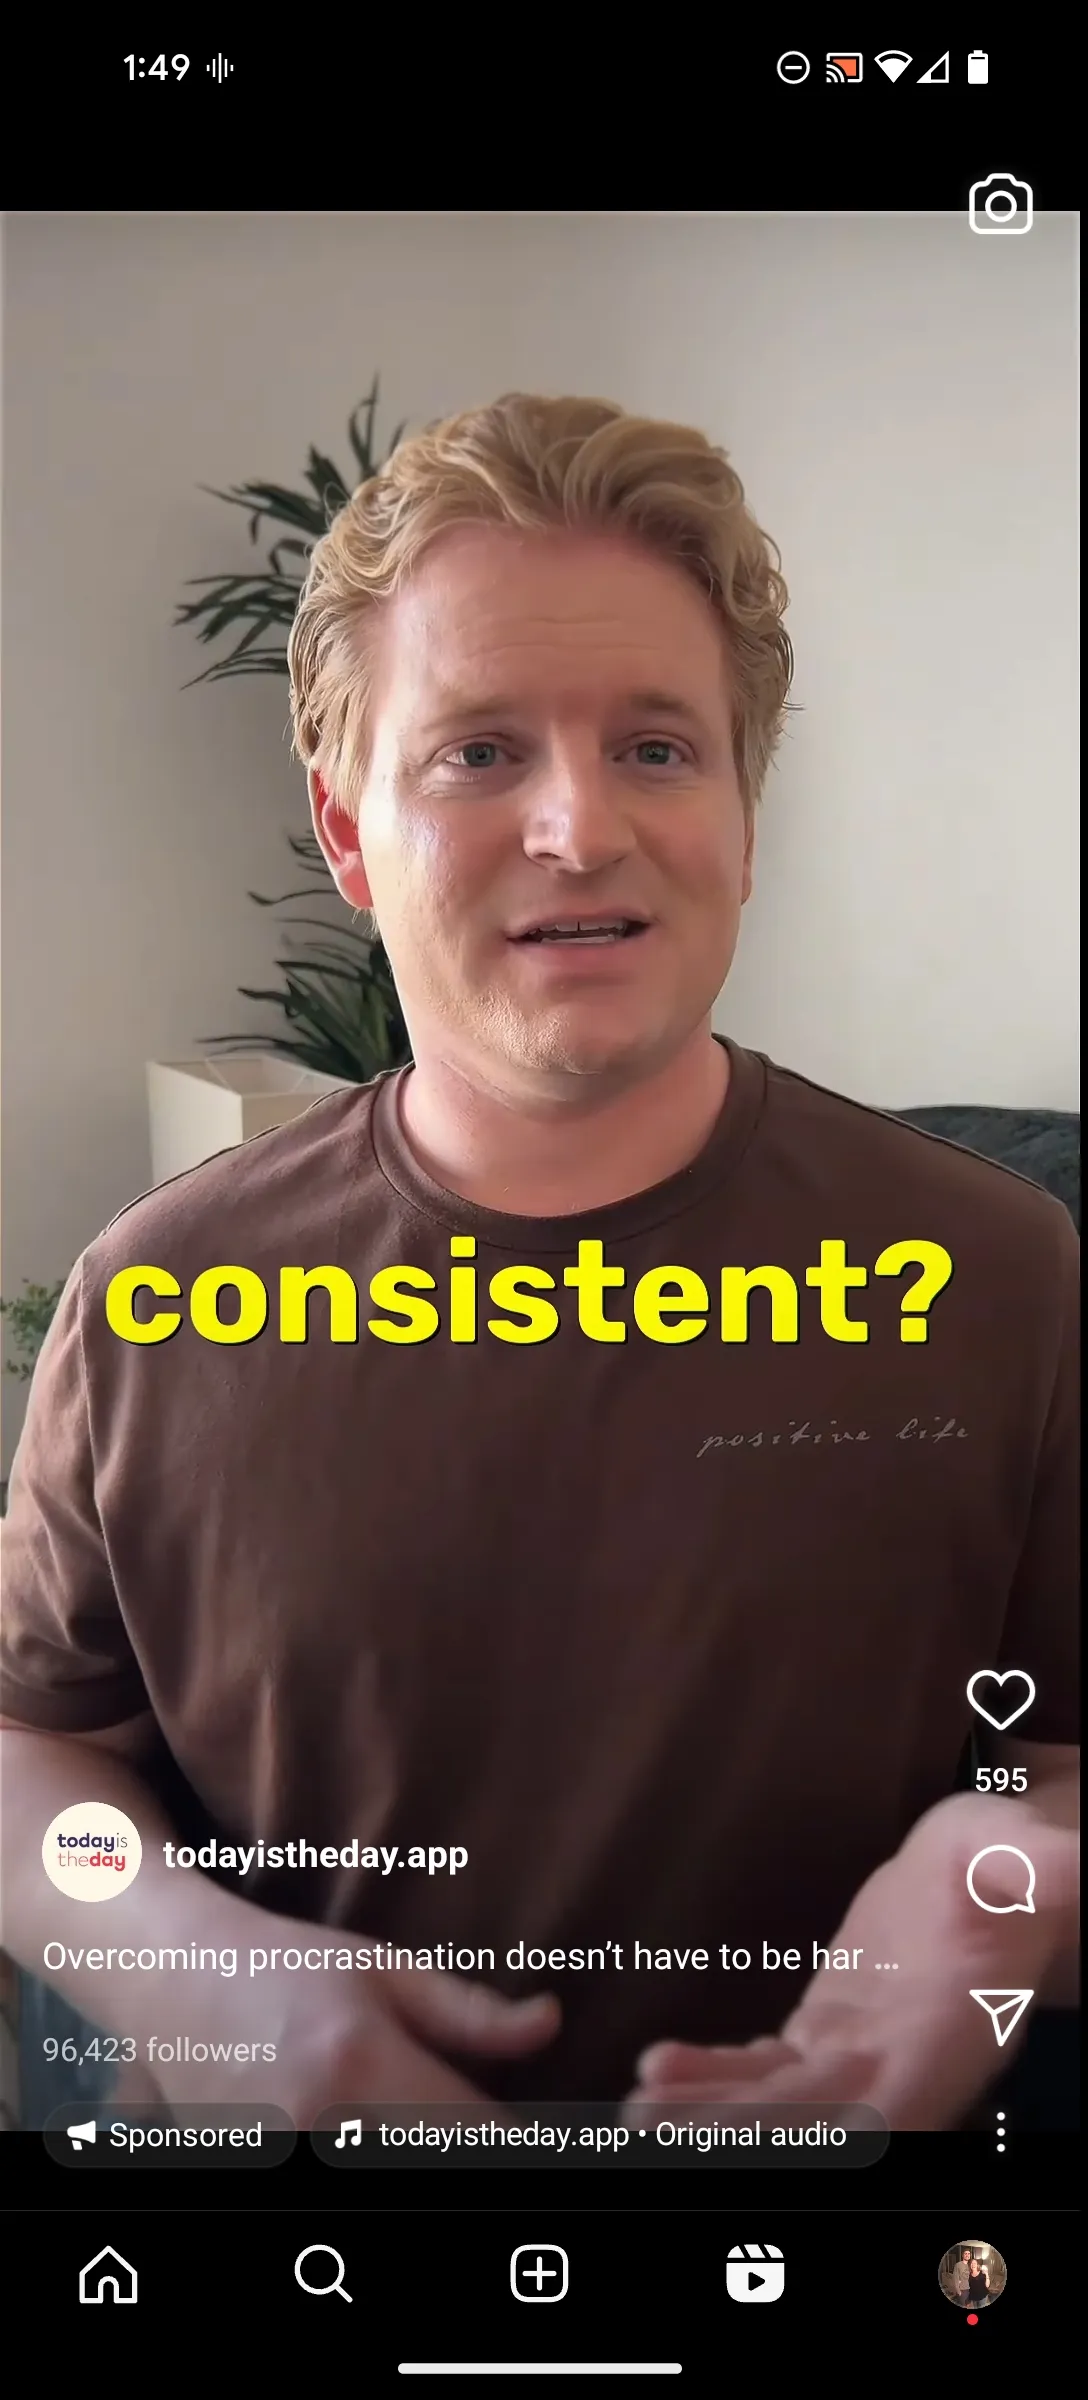 1:49
consistent?
positive life
595
todayis
theday
todayistheday.app
Overcoming procrastination doesn’t have to be har ...
96,423 followers
Sponsored
todayistheday.app • Original audio